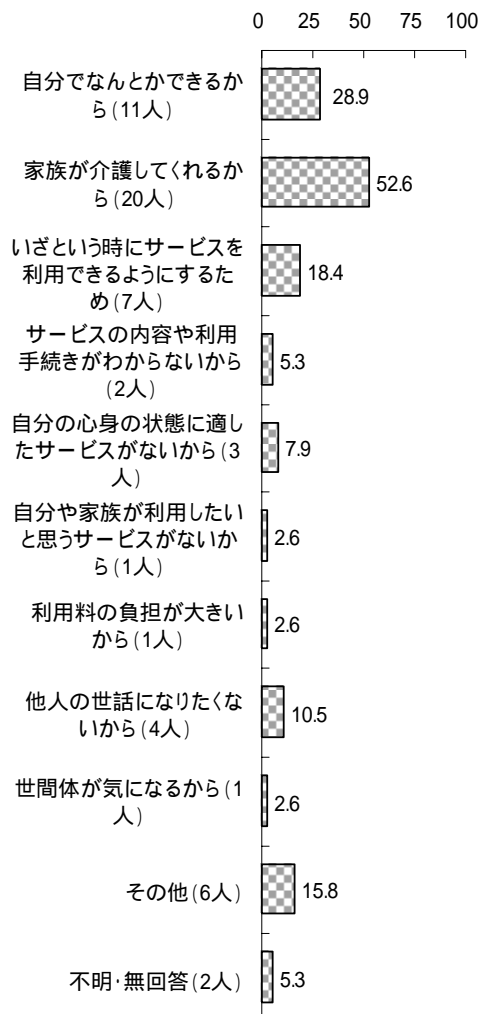 0 25 50 75 100
自分でなんとかできるか
ら(11人)
28.9
家族が介護してくれるか
ら(20人)
52.6
いざという時にサービスを
利用できるようにするた
め(7人)
18.4
サービスの内容や利用
手続きがわからないから
(2人)
5.3
自分の心身の状態に適し
たサービスがないから(3
人)
7.9
自分や家族が利用したい
と思うサービスがないか
ら(1人)
2.6
利用料の負担が大きい
から(1人)
2.6
他人の世話になりたくな
いから(4人)
10.5
世間体が気になるから(1
人)
2.6
その他(6人)
15.8
不明・無回答(2人)
5.3